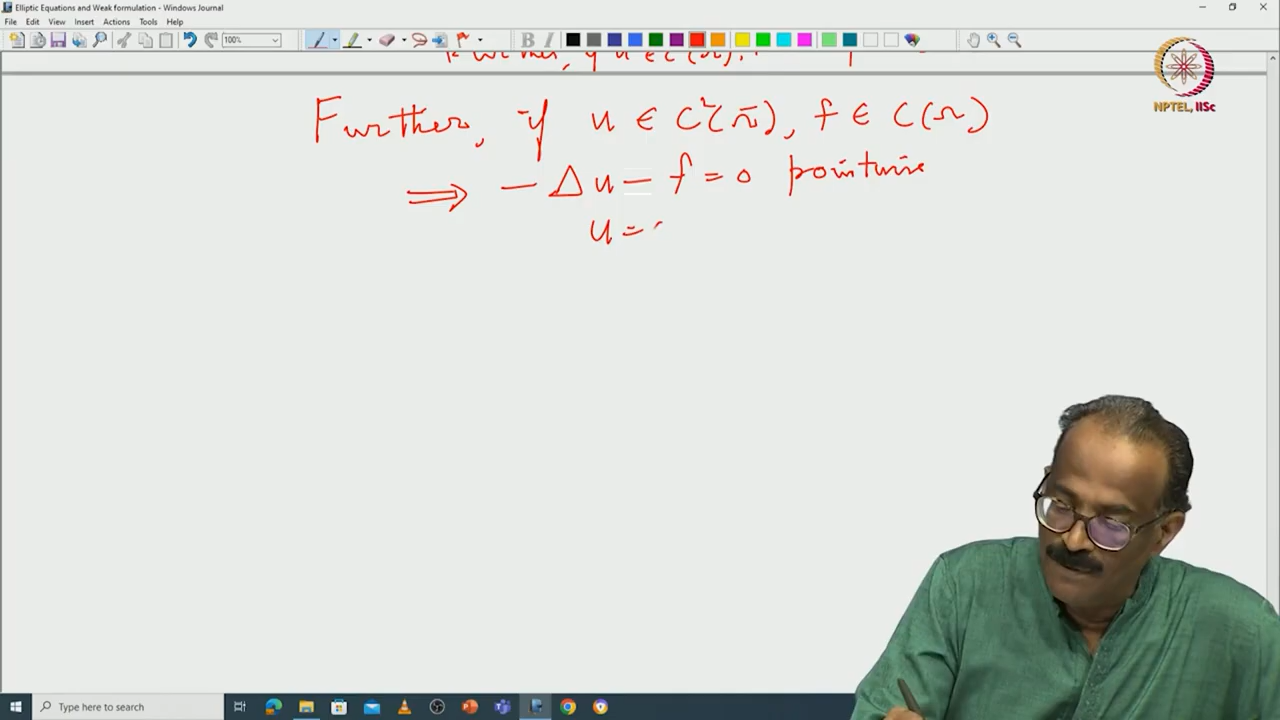 Elliptic Equations and Weak formulation - Windows Journal
File Edit View Insert Actions Tools Help
100%
B I
NPTEL, IISc
Further, if u ∈ C²(Ω̄), f ∈ C(Ω)
⟹ − Δu − f = 0 pointwise
u =
Type here to search